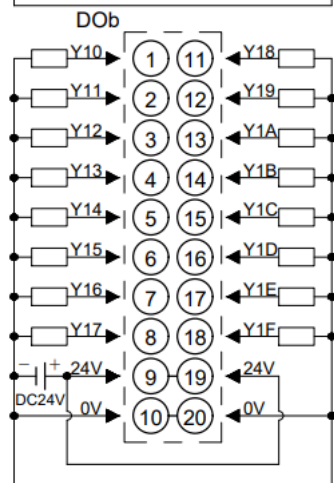 DOb
Y10 1 11 Y18
Y11 2 12 Y19
Y12 3 13 Y1A
Y13 4 14 Y1B
Y14 5 15 Y1C
Y15 6 16 Y1D
Y16 7 17 Y1E
Y17 8 18 Y1F
− + 24V 9 19 24V
DC24V 0V 10 20 0V